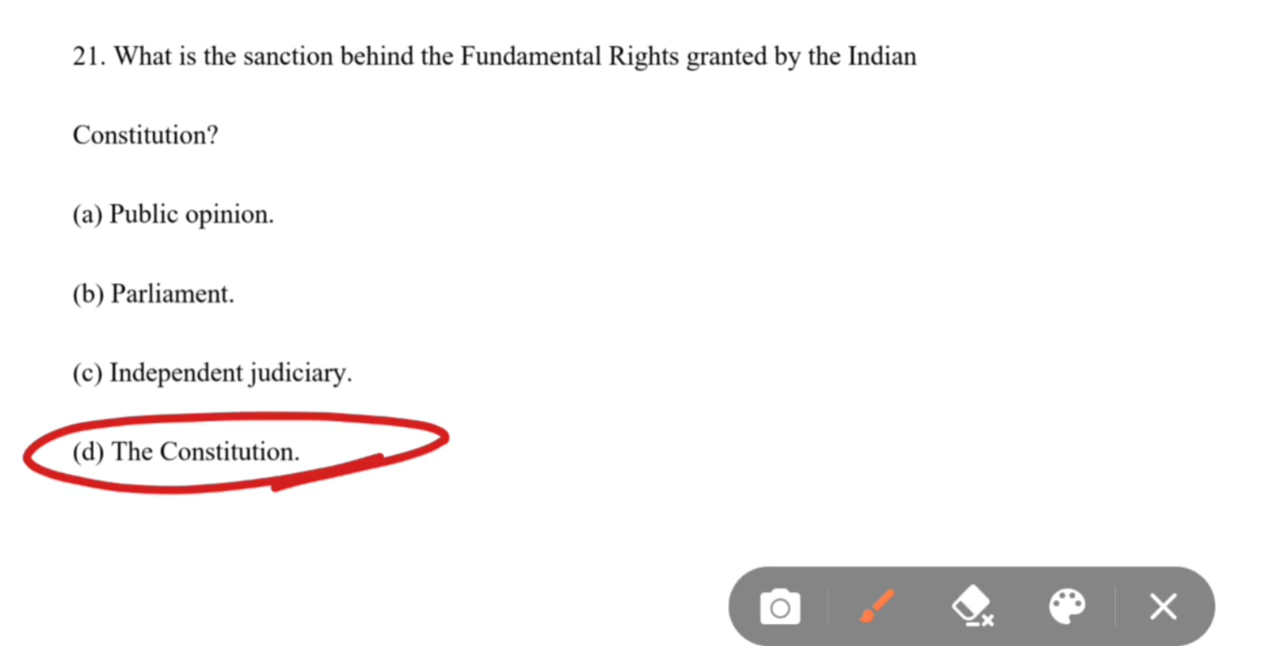 21. What is the sanction behind the Fundamental Rights granted by the Indian
Constitution?
(a) Public opinion.
(b) Parliament.
(c) Independent judiciary.
(d) The Constitution.